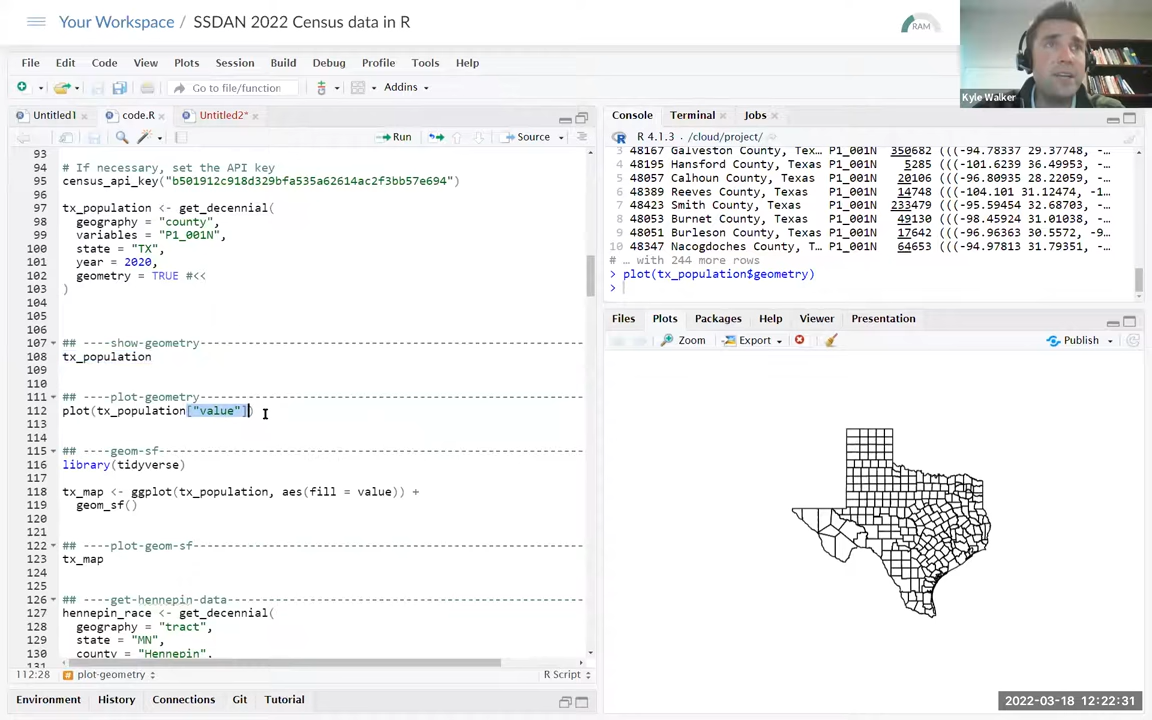 Your Workspace / SSDAN 2022 Census data in R
RAM
Kyle Walker
File Edit Code View Plots Session Build Debug Profile Tools Help
Go to file/function
Addins
Untitled1 code.R Untitled2*
Run Source
93
94 # If necessary, set the API key
95 census_api_key("b501912c918d329bfa535a62614ac2f3bb57e694")
96
97 tx_population <- get_decennial(
98 geography = "county",
99 variables = "P1_001N",
100 state = "TX",
101 year = 2020,
102 geometry = TRUE #<<
103 )
104
105
106
107 ## ----show-geometry----
108 tx_population
109
110
111 ## ----plot-geometry----
112 plot(tx_population["value"])
113
114
115 ## ----geom-sf----
116 library(tidyverse)
117
118 tx_map <- ggplot(tx_population, aes(fill = value)) +
119 geom_sf()
120
121
122 ## ----plot-geom-sf----
123 tx_map
124
125
126 ## ----get-hennepin-data----
127 hennepin_race <- get_decennial(
128 geography = "tract",
129 state = "MN",
130 county = "Hennepin",
131
112:28 plot-geometry R Script
Environment History Connections Git Tutorial
Console Terminal Jobs
R 4.1.3 . /cloud/project/
3 48167 Galveston County, Texas P1_001N 350682 (((-94.78337 29.37748, -…
4 48195 Hansford County, Texas P1_001N 5285 (((-101.6239 36.49953, -…
5 48057 Calhoun County, Texas P1_001N 20106 (((-96.80935 28.22059, -…
6 48389 Reeves County, Texas P1_001N 14748 (((-104.101 31.12474, -1…
7 48423 Smith County, Texas P1_001N 233479 (((-95.59454 32.68703, -…
8 48053 Burnet County, Texas P1_001N 49130 (((-98.45924 31.01038, -…
9 48051 Burleson County, Texas P1_001N 17642 (((-96.96363 30.5572, -9…
10 48347 Nacogdoches County, T… P1_001N 64653 (((-94.97813 31.79351, -…
# … with 244 more rows
> plot(tx_population$geometry)
>
Files Plots Packages Help Viewer Presentation
Zoom Export Publish
2022-03-18 12:22:31